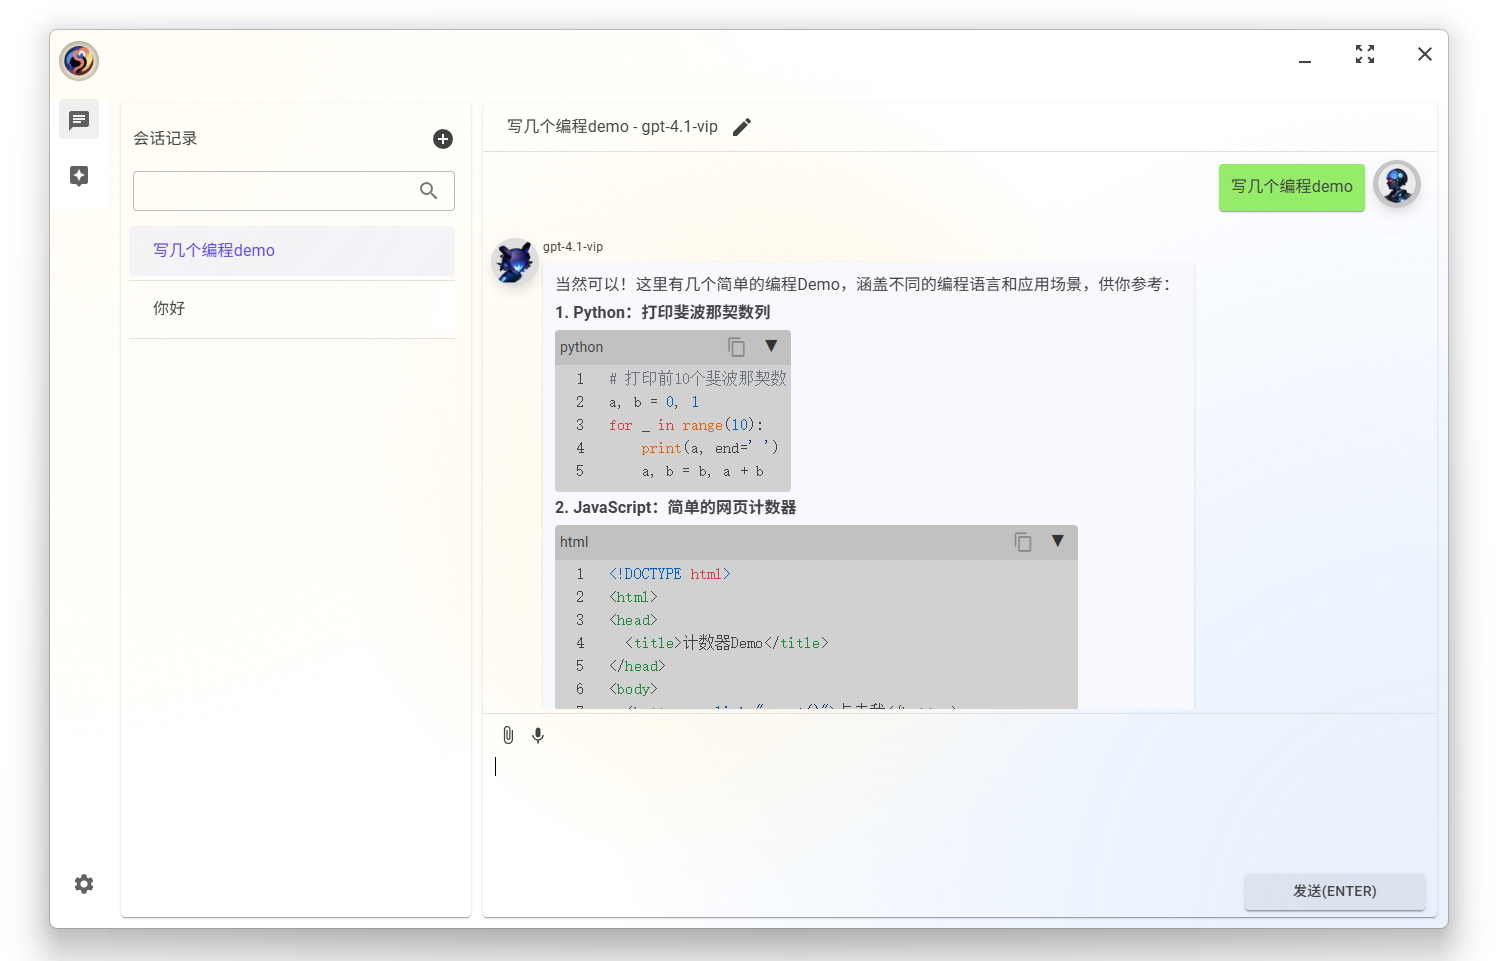 会话记录
写几个编程demo
你好
写几个编程demo - gpt-4.1-vip
写几个编程demo
gpt-4.1-vip
当然可以！这里有几个简单的编程Demo，涵盖不同的编程语言和应用场景，供你参考：
1. Python：打印斐波那契数列
python
1 # 打印前10个斐波那契数
2 a, b = 0, 1
3 for _ in range(10):
4 print(a, end=' ')
5 a, b = b, a + b
2. JavaScript：简单的网页计数器
html
1 <!DOCTYPE html>
2 <html>
3 <head>
4 <title>计数器Demo</title>
5 </head>
6 <body>
发送(ENTER)